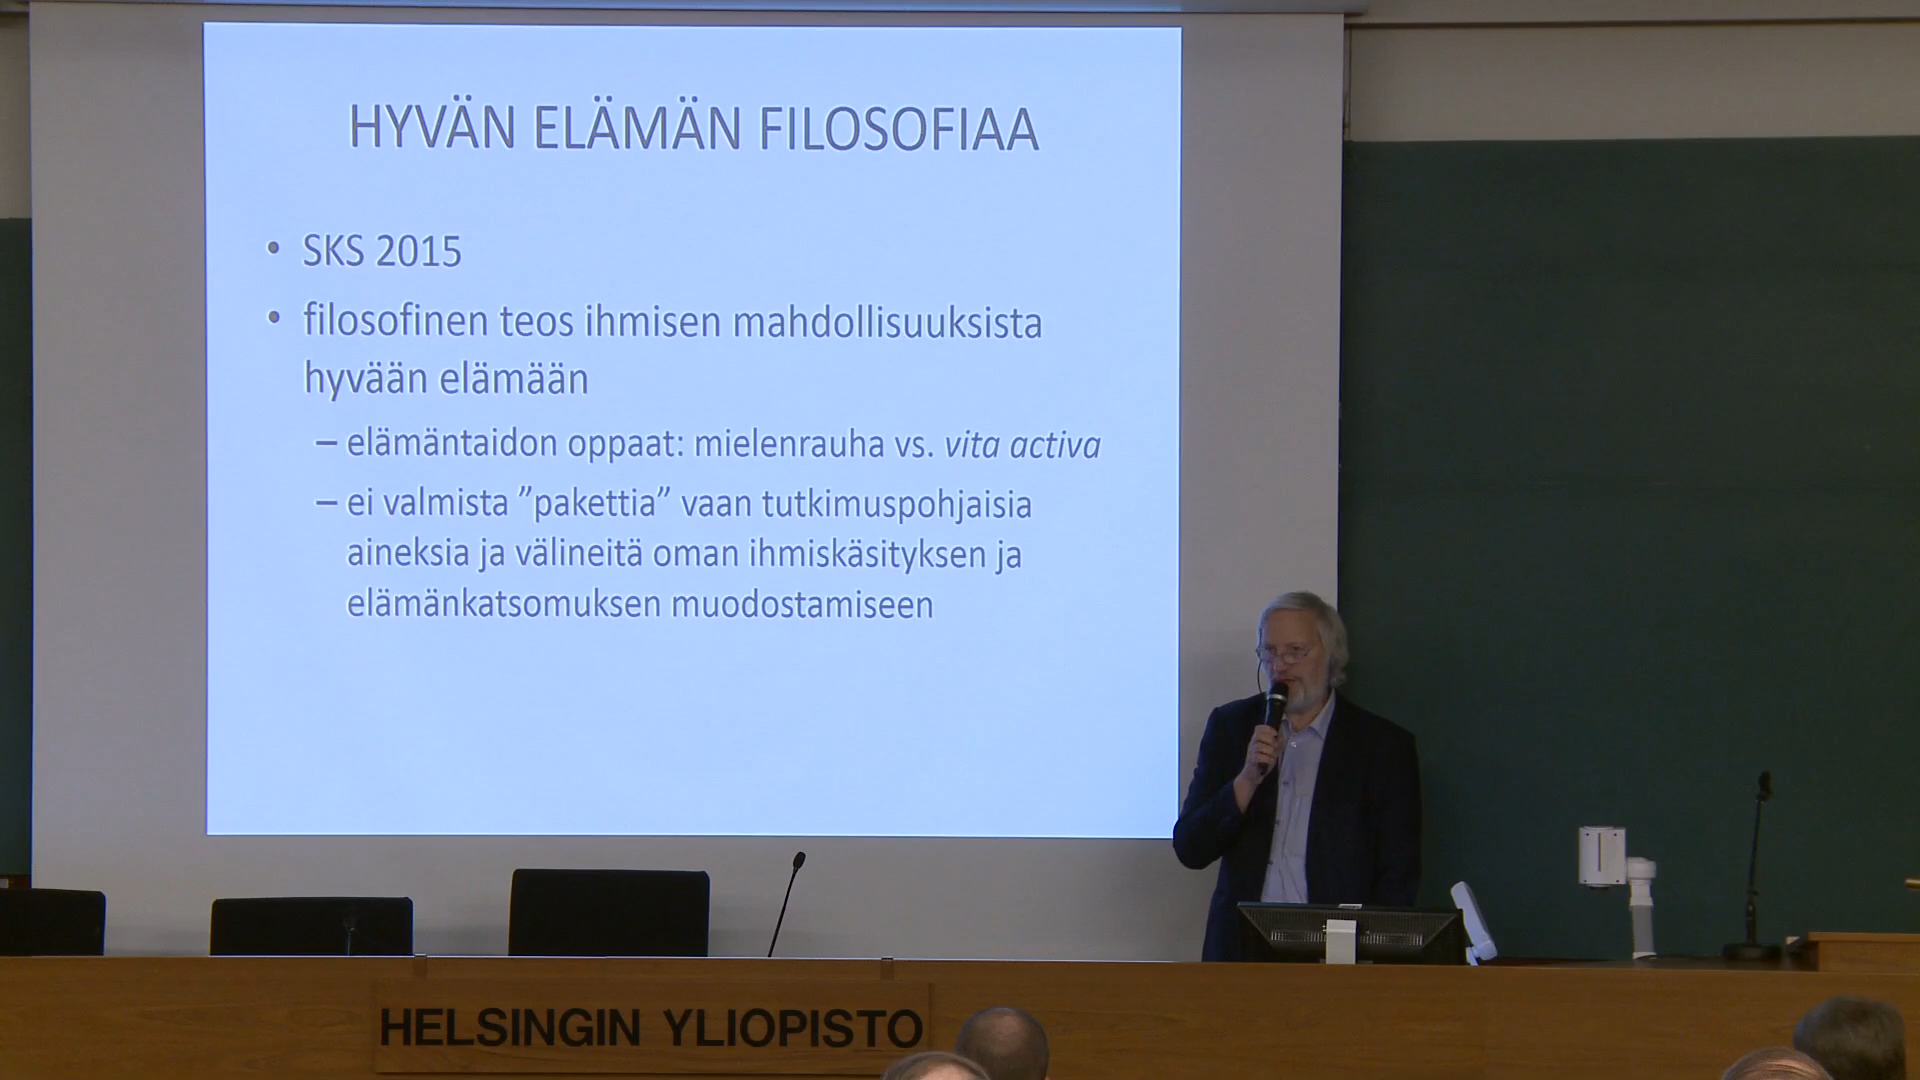 HYVÄN ELÄMÄN FILOSOFIAA
• SKS 2015
• filosofinen teos ihmisen mahdollisuuksista
hyvään elämään
– elämäntaidon oppaat: mielenrauha vs. vita activa
– ei valmista ”pakettia” vaan tutkimuspohjaisia
aineksia ja välineitä oman ihmiskäsityksen ja
elämänkatsomuksen muodostamiseen
HELSINGIN YLIOPISTO